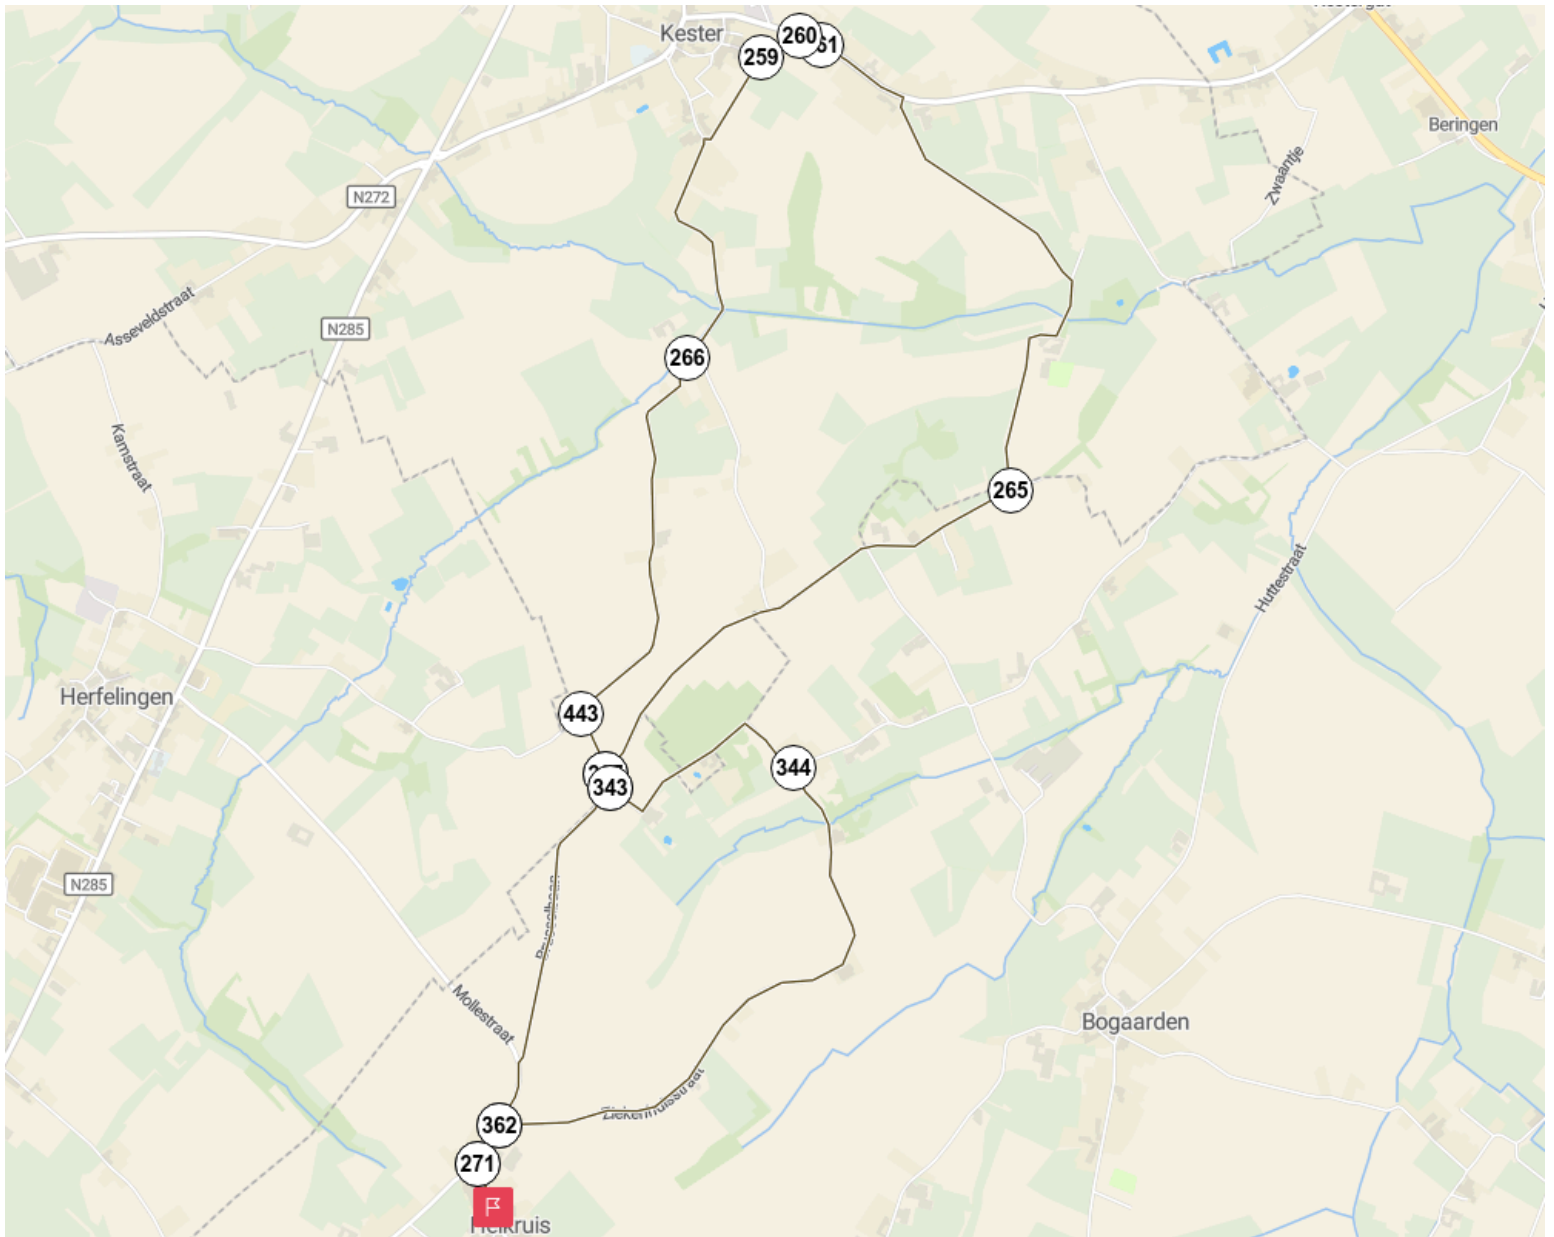 Kester
260
259
Beringen
Zwaantje
N272
Asseveldstraat
N285
266
Kamstraat
265
Huttestraat
Herfelingen
443
344
343
N285
Mollestraat
Bogaarden
Ziekenhuisstraat
362
271